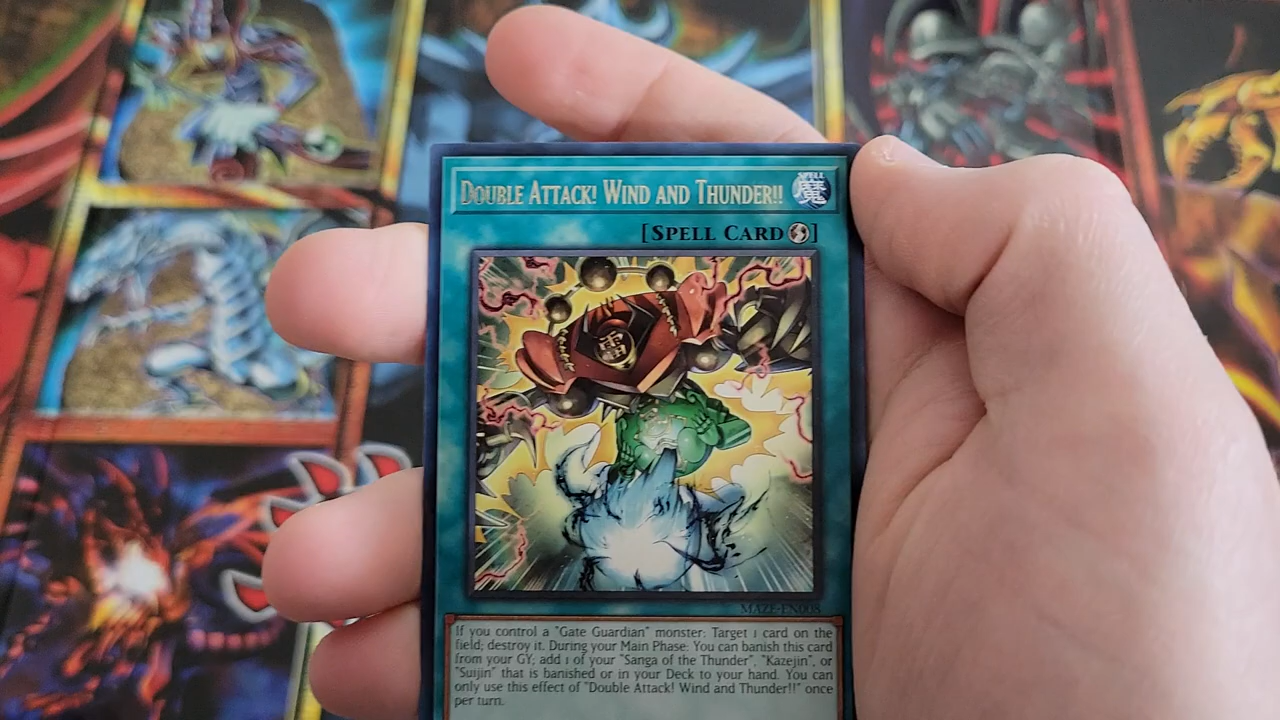 DOUBLE ATTACK! WIND AND THUNDER!!
SPELL
魔
[SPELL CARD]
雷
MAZE-EN008
If you control a "Gate Guardian" monster: Target 1 card on the
field; destroy it. During your Main Phase: You can banish this card
from your GY; add 1 of your "Sanga of the Thunder", "Kazejin", or
"Suijin" that is banished or in your Deck to your hand. You can
only use this effect of "Double Attack! Wind and Thunder!!" once
per turn.